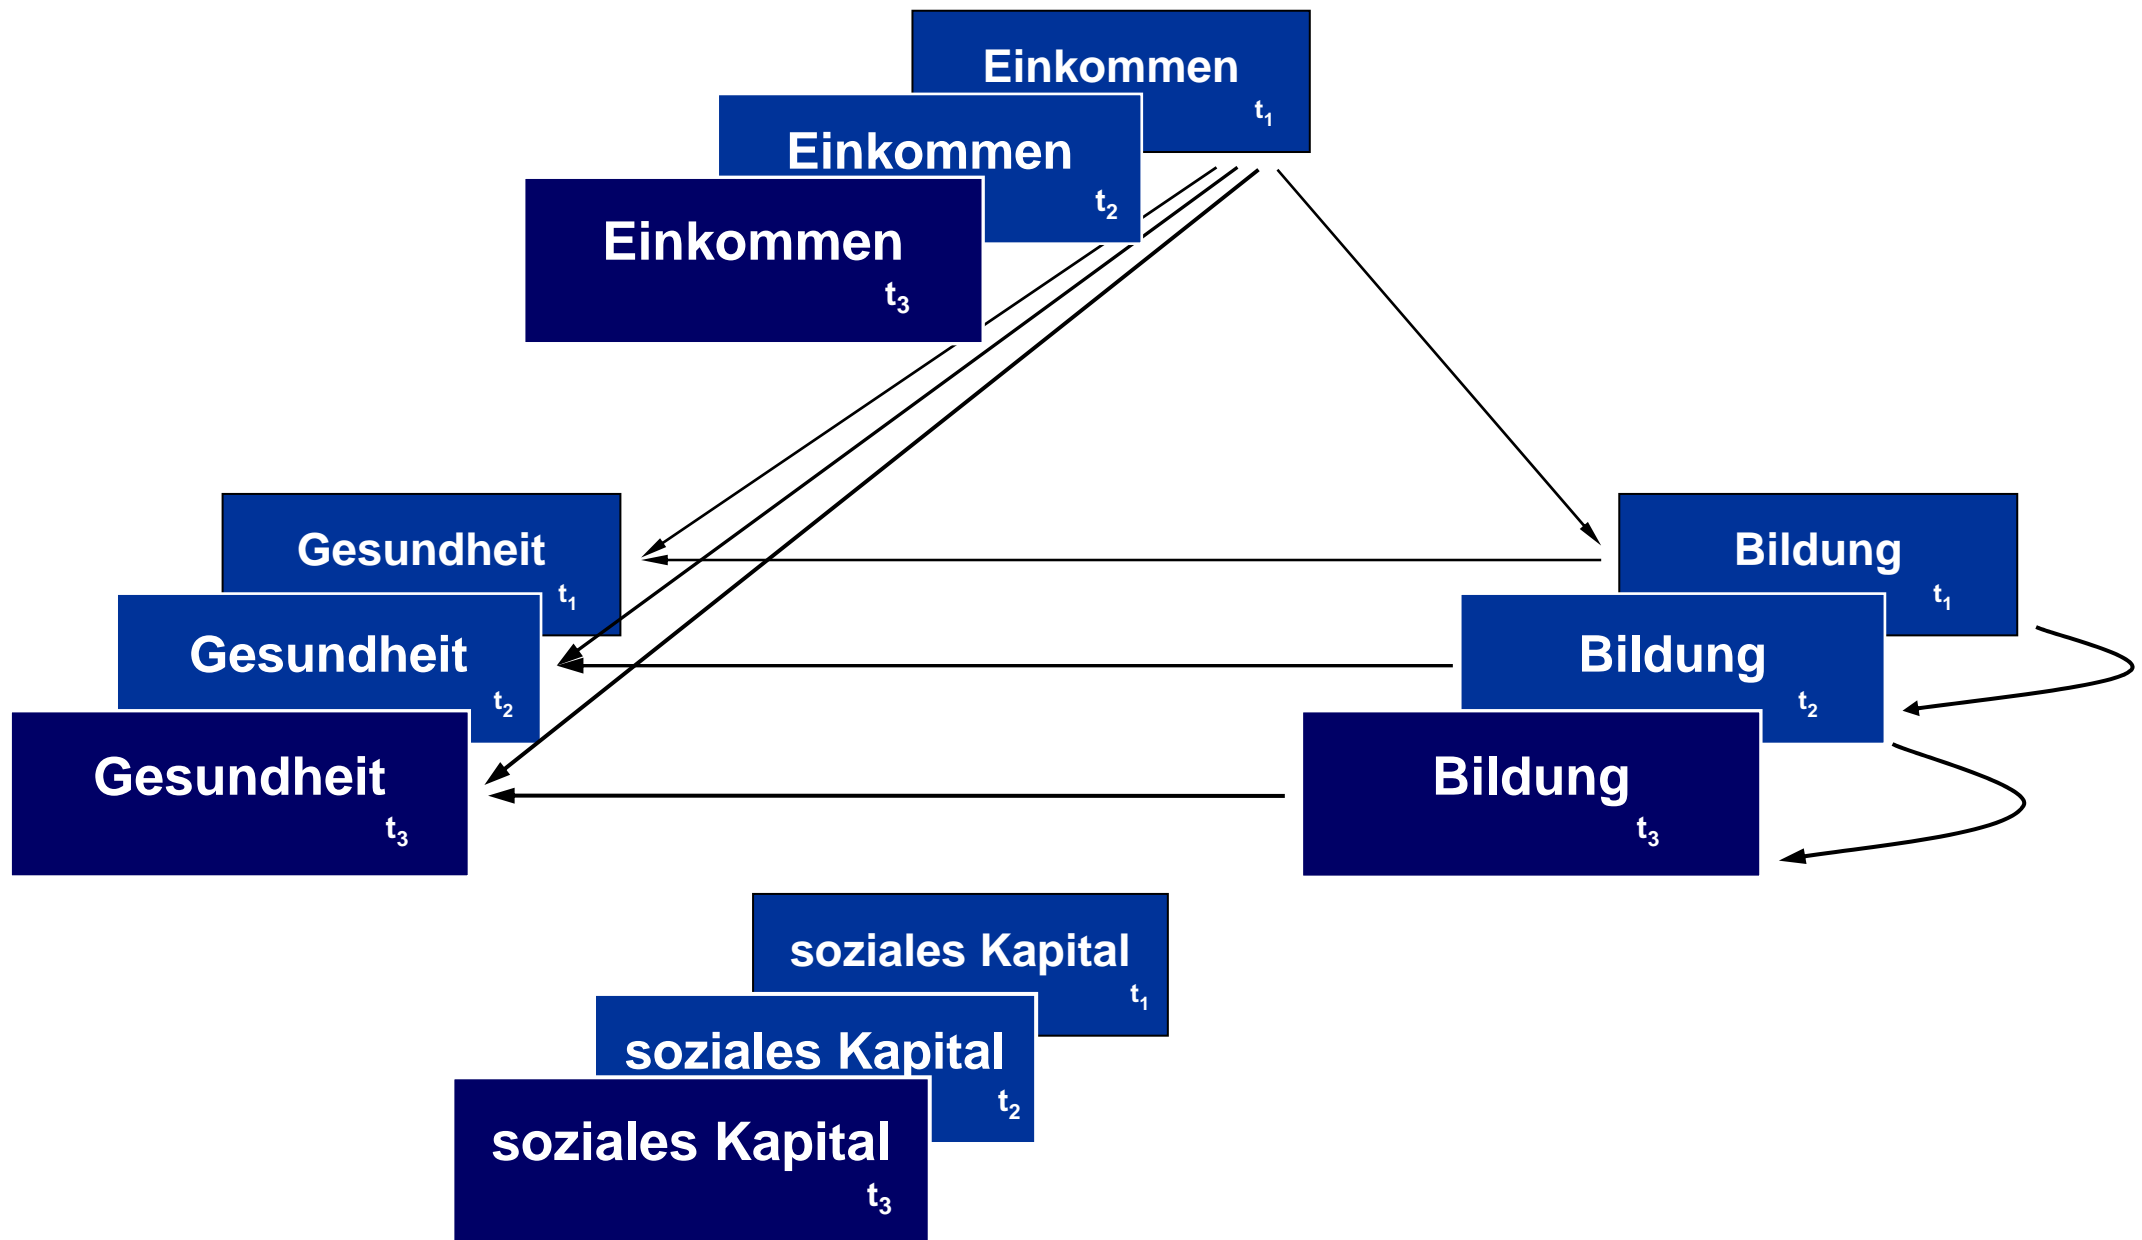 Einkommen
t1
Einkommen
t2
Einkommen
t3
Gesundheit
t1
Gesundheit
t2
Gesundheit
t3
Bildung
t1
Bildung
t2
Bildung
t3
soziales Kapital
t1
soziales Kapital
t2
soziales Kapital
t3